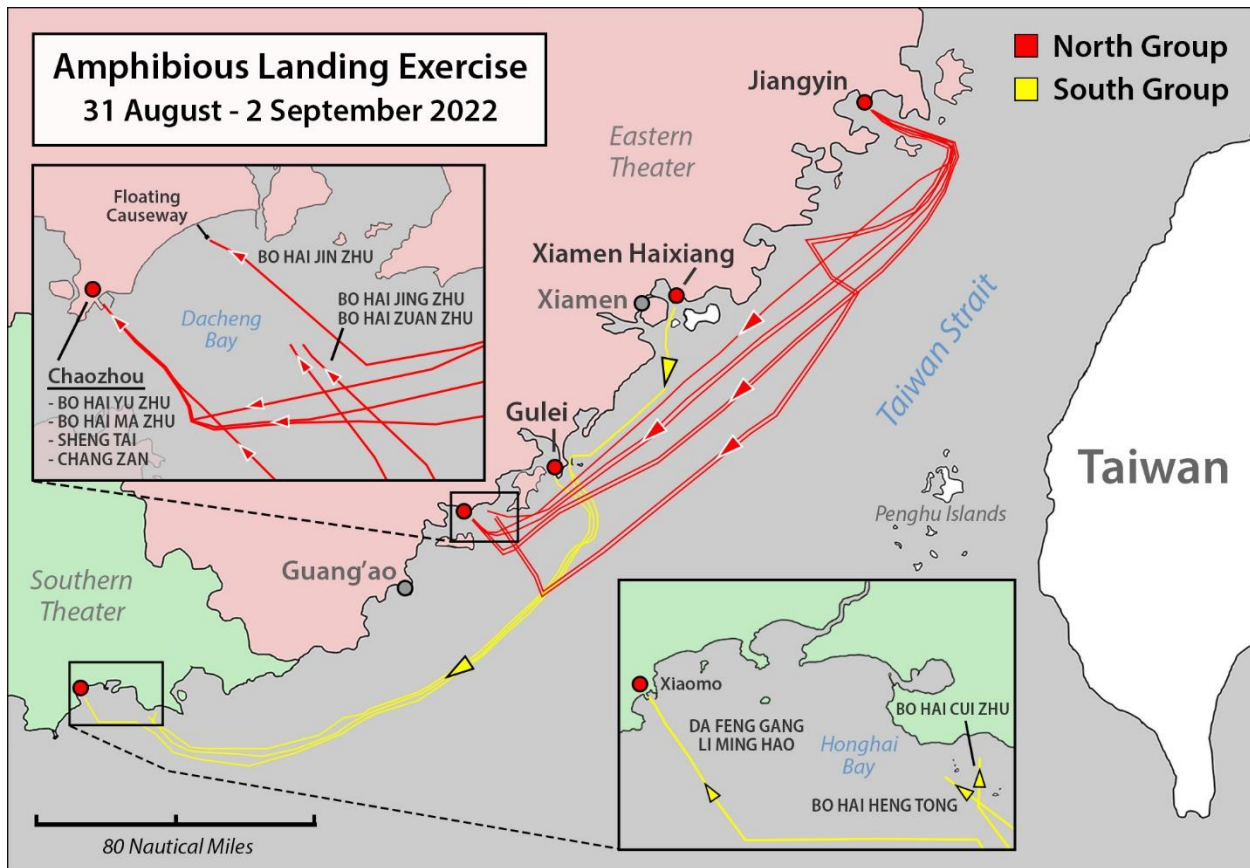 Amphibious Landing Exercise
31 August - 2 September 2022
North Group
South Group
Jiangyin
Eastern
Theater
Floating
Causeway
BO HAI JIN ZHU
BO HAI JING ZHU
BO HAI ZUAN ZHU
Dacheng
Bay
Chaozhou
- BO HAI YU ZHU
- BO HAI MA ZHU
- SHENG TAI
- CHANG ZAN
Xiamen Haixiang
Xiamen
Taiwan Strait
Gulei
Taiwan
Penghu Islands
Guang'ao
Southern
Theater
Xiaomo
DA FENG GANG
LI MING HAO
Honghai
Bay
BO HAI CUI ZHU
BO HAI HENG TONG
80 Nautical Miles